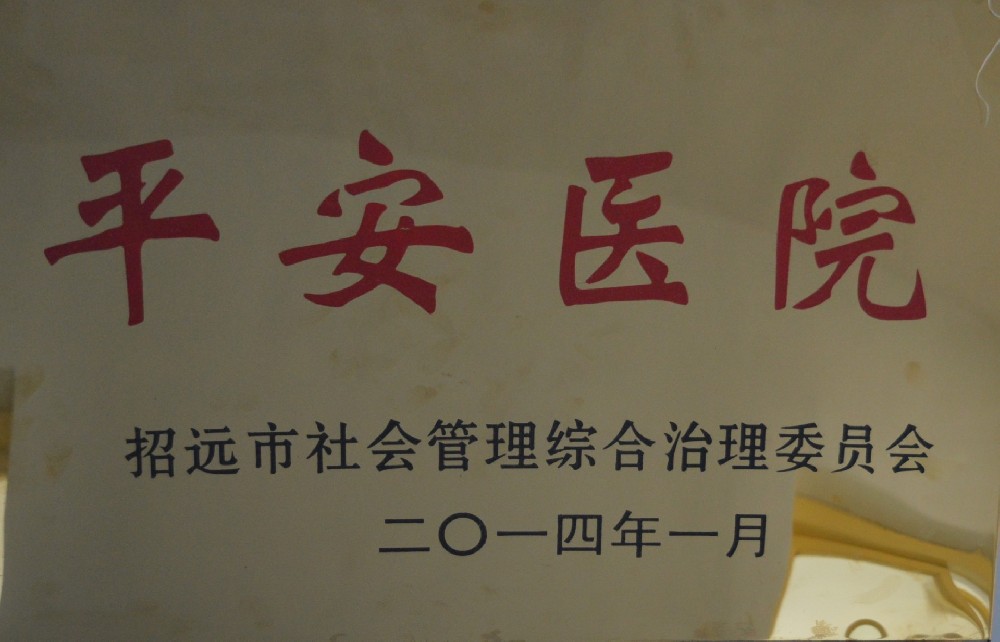 平安医院
招远市社会管理综合治理委员会
二〇一四年一月